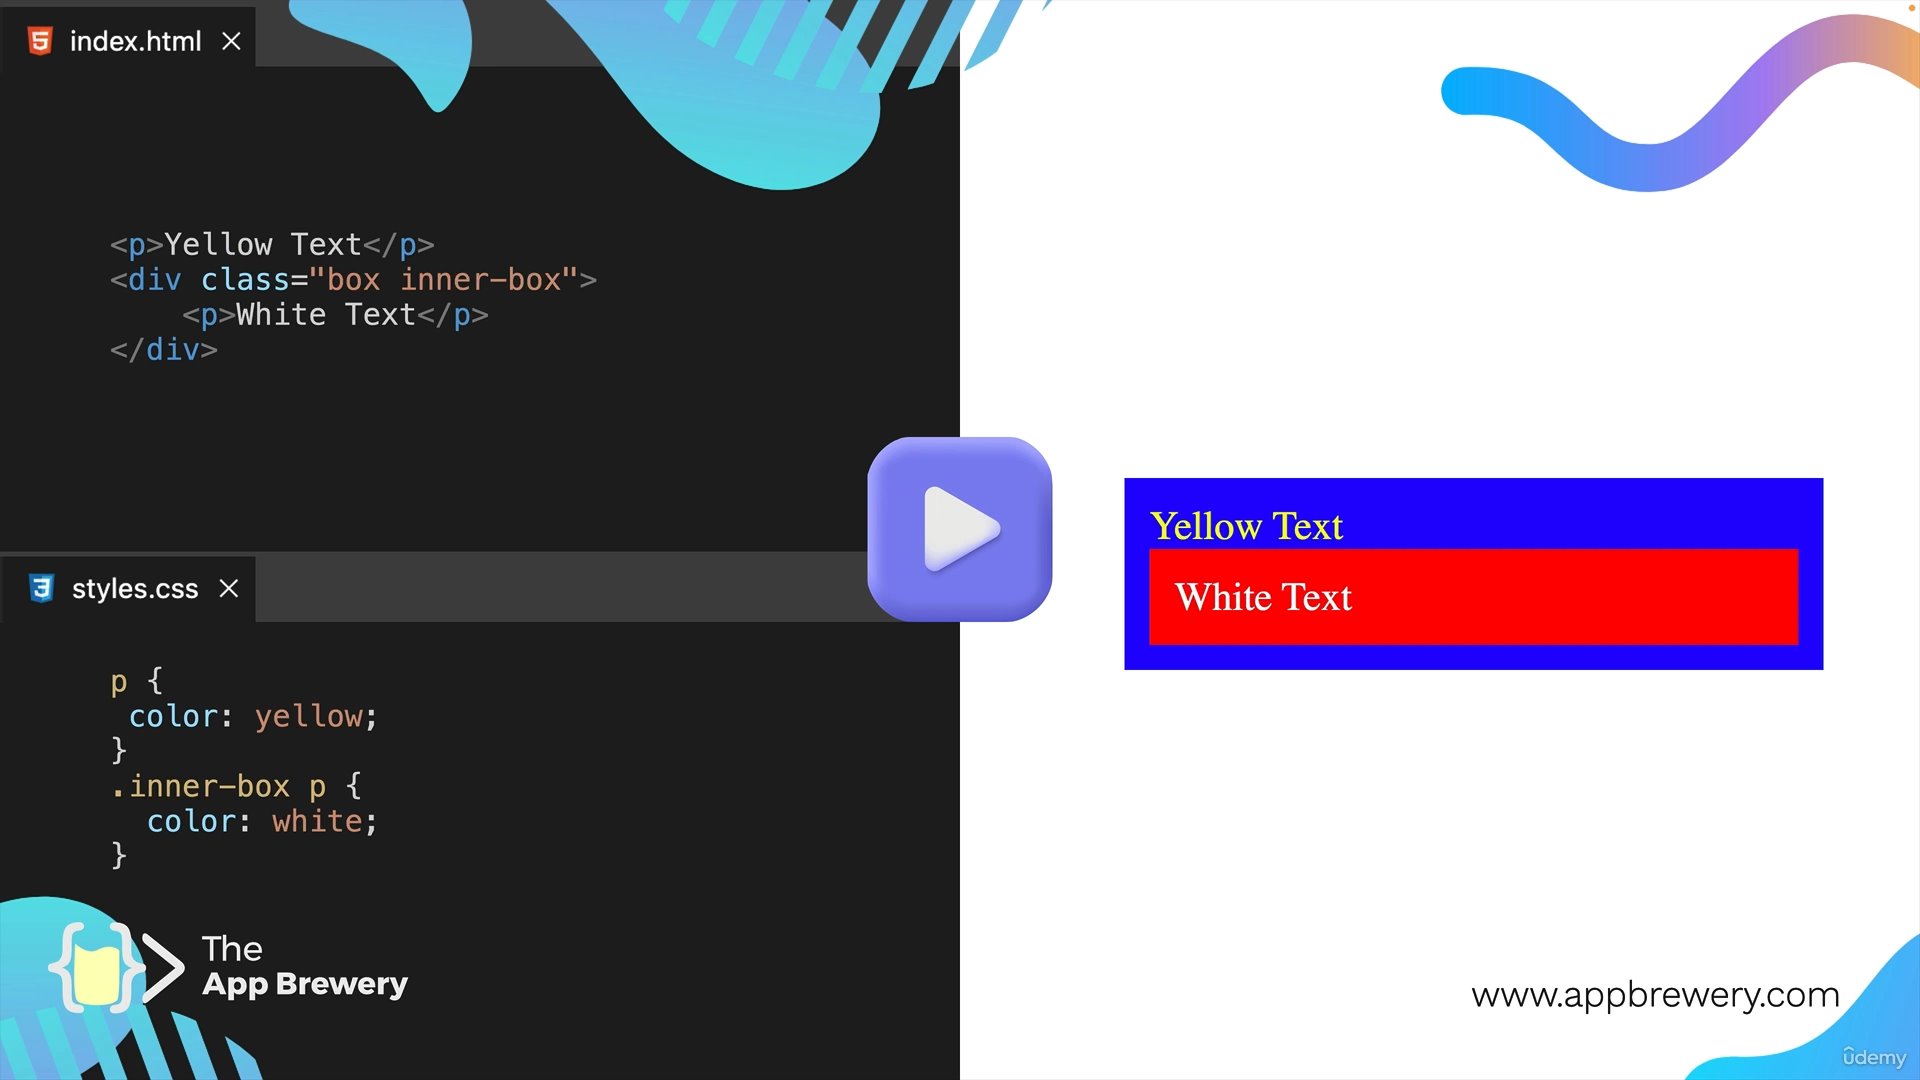 index.html
<p>Yellow Text</p>
<div class="box inner-box">
    <p>White Text</p>
</div>
styles.css
p {
 color: yellow;
}
.inner-box p {
  color: white;
}
The
App Brewery
Yellow Text
White Text
www.appbrewery.com
ûdemy